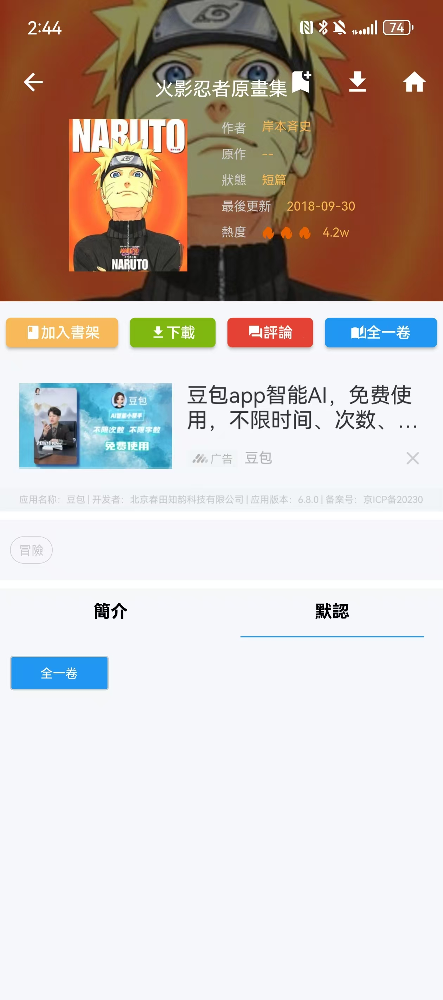 2:44
74
火影忍者原畫集
NARUTO
イラスト集
NARUTO
作者 岸本斉史
原作 --
狀態 短篇
最後更新 2018-09-30
熱度 4.2w
加入書架
下載
評論
全一卷
豆包
AI智能小帮手
不限次数 不限字数
免费使用
豆包app智能AI，免费使
用，不限时间、次数、...
广告 豆包
应用名称：豆包 | 开发者：北京春田知韵科技有限公司 | 应用版本：6.8.0 | 备案号：京ICP备20230
冒險
簡介
默認
全一卷